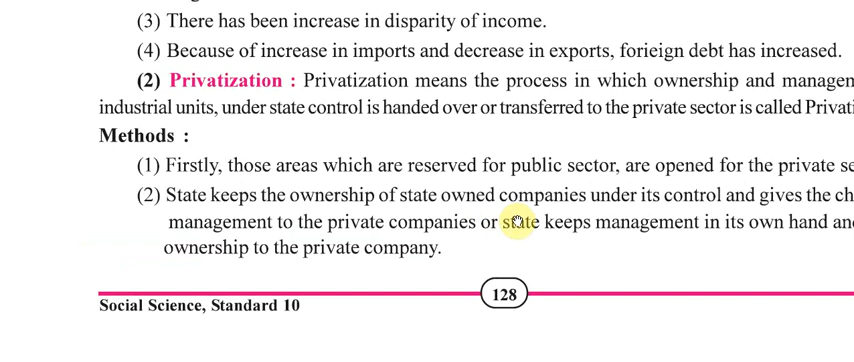 (3) There has been increase in disparity of income.
(4) Because of increase in imports and decrease in exports, forieign debt has increased.
(2) Privatization : Privatization means the process in which ownership and
industrial units, under state control is handed over or transferred to the private sector is called
Methods :
(1) Firstly, those areas which are reserved for public sector, are opened for the private
(2) State keeps the ownership of state owned companies under its control and gives the
management to the private companies or state keeps management in its own hand
ownership to the private company.
128
Social Science, Standard 10